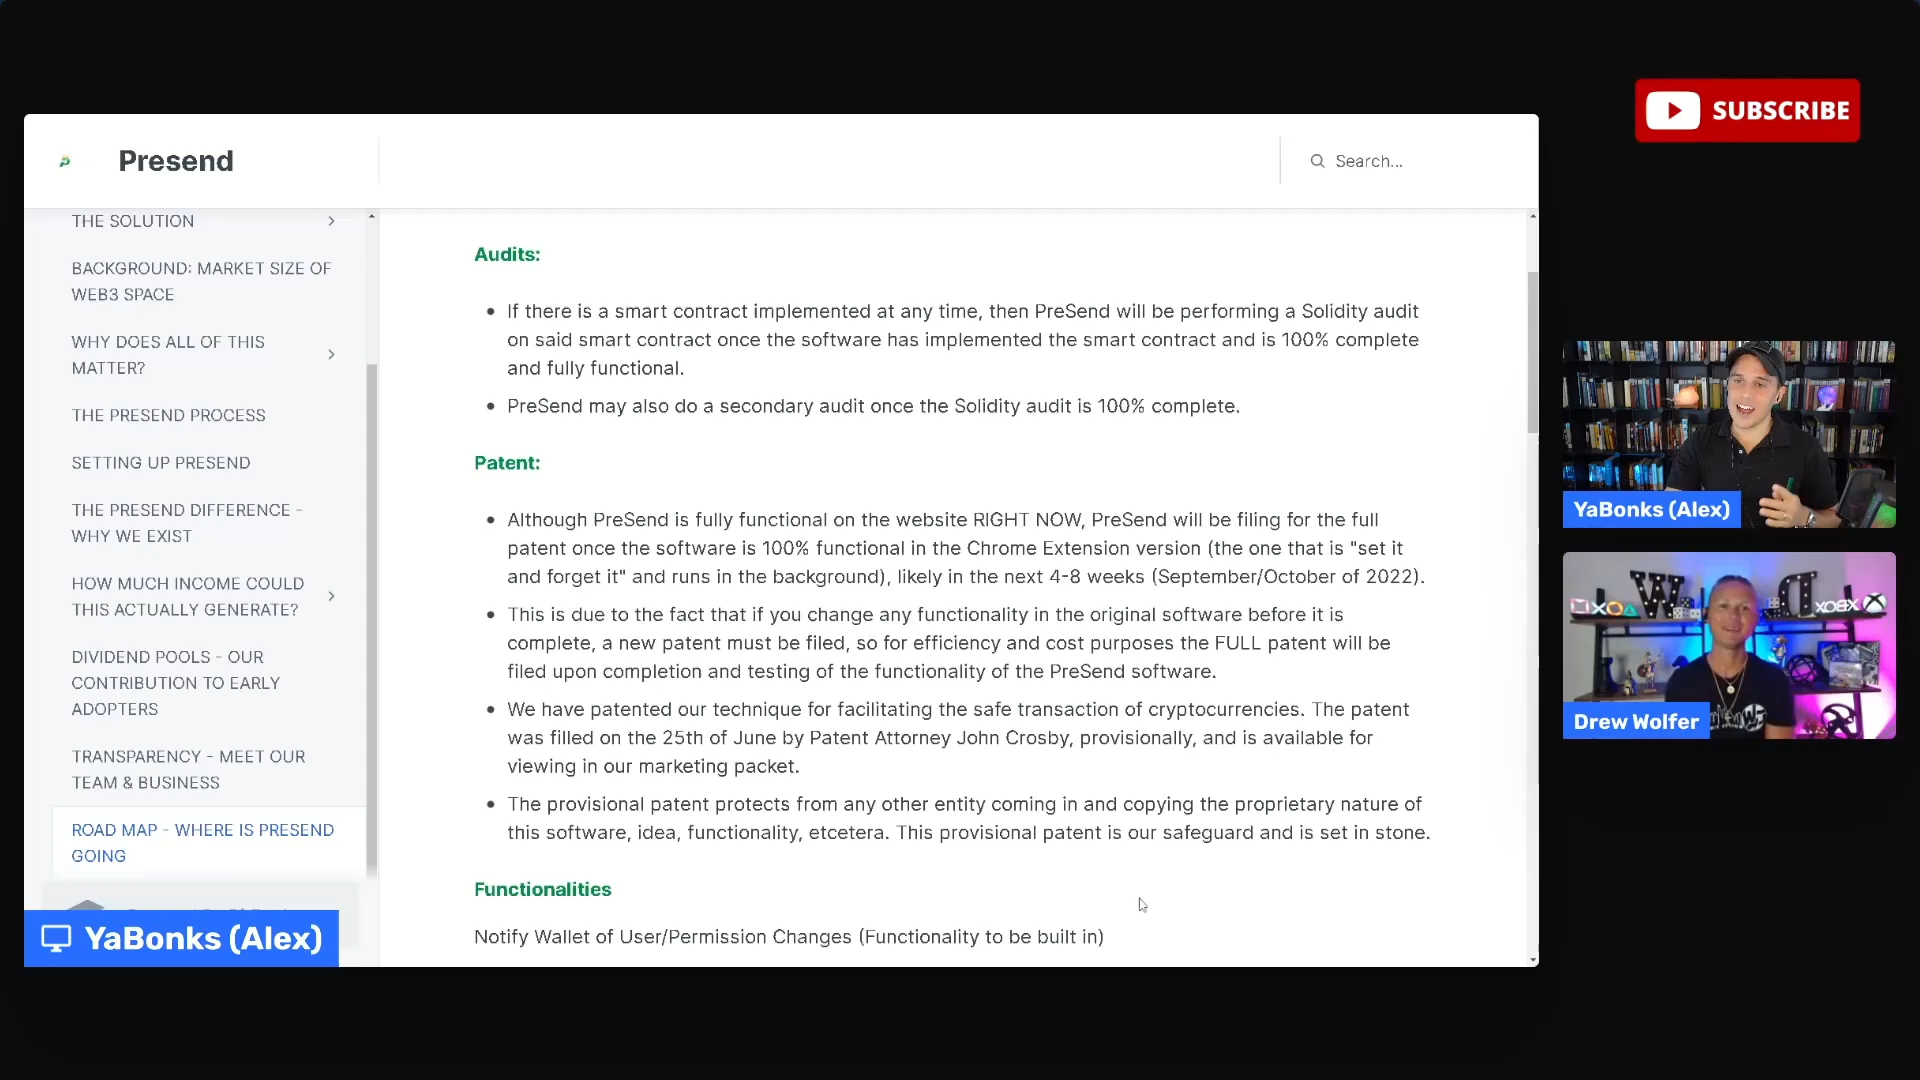 SUBSCRIBE
Presend
Search...
THE SOLUTION
BACKGROUND: MARKET SIZE OF
WEB3 SPACE
WHY DOES ALL OF THIS
MATTER?
THE PRESEND PROCESS
SETTING UP PRESEND
THE PRESEND DIFFERENCE -
WHY WE EXIST
HOW MUCH INCOME COULD
THIS ACTUALLY GENERATE?
DIVIDEND POOLS - OUR
CONTRIBUTION TO EARLY
ADOPTERS
TRANSPARENCY - MEET OUR
TEAM & BUSINESS
ROAD MAP - WHERE IS PRESEND
GOING
YaBonks (Alex)
Audits:
• If there is a smart contract implemented at any time, then PreSend will be performing a Solidity audit
on said smart contract once the software has implemented the smart contract and is 100% complete
and fully functional.
• PreSend may also do a secondary audit once the Solidity audit is 100% complete.
Patent:
• Although PreSend is fully functional on the website RIGHT NOW, PreSend will be filing for the full
patent once the software is 100% functional in the Chrome Extension version (the one that is "set it
and forget it" and runs in the background), likely in the next 4-8 weeks (September/October of 2022).
• This is due to the fact that if you change any functionality in the original software before it is
complete, a new patent must be filed, so for efficiency and cost purposes the FULL patent will be
filed upon completion and testing of the functionality of the PreSend software.
• We have patented our technique for facilitating the safe transaction of cryptocurrencies. The patent
was filled on the 25th of June by Patent Attorney John Crosby, provisionally, and is available for
viewing in our marketing packet.
• The provisional patent protects from any other entity coming in and copying the proprietary nature of
this software, idea, functionality, etcetera. This provisional patent is our safeguard and is set in stone.
Functionalities
Notify Wallet of User/Permission Changes (Functionality to be built in)
YaBonks (Alex)
W D
XBOX
Drew Wolfer